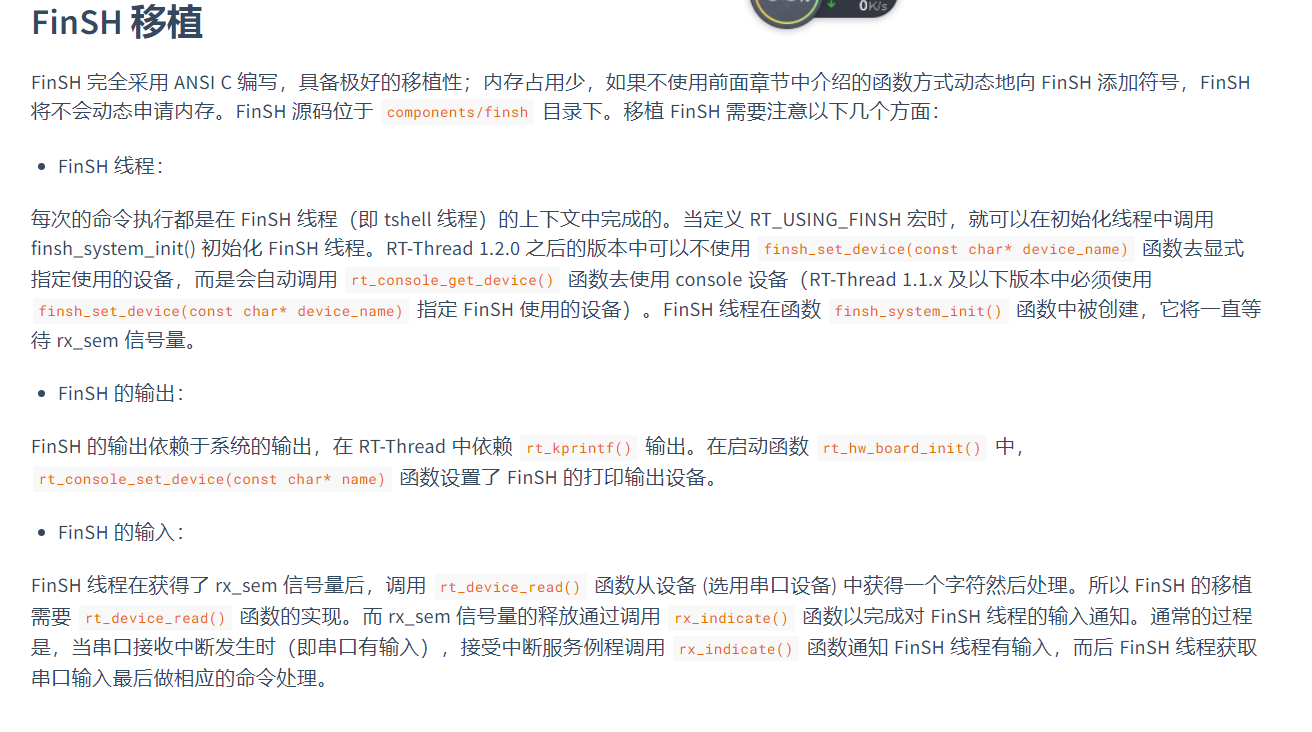 FinSH 移植
0K/s
FinSH 完全采用 ANSI C 编写，具备极好的移植性；内存占用少，如果不使用前面章节中介绍的函数方式动态地向 FinSH 添加符号，FinSH
将不会动态申请内存。FinSH 源码位于 components/finsh 目录下。移植 FinSH 需要注意以下几个方面：
• FinSH 线程：
每次的命令执行都是在 FinSH 线程（即 tshell 线程）的上下文中完成的。当定义 RT_USING_FINSH 宏时，就可以在初始化线程中调用
finsh_system_init() 初始化 FinSH 线程。RT-Thread 1.2.0 之后的版本中可以不使用 finsh_set_device(const char* device_name) 函数去显式
指定使用的设备，而是会自动调用 rt_console_get_device() 函数去使用 console 设备（RT-Thread 1.1.x 及以下版本中必须使用
finsh_set_device(const char* device_name) 指定 FinSH 使用的设备）。FinSH 线程在函数 finsh_system_init() 函数中被创建，它将一直等
待 rx_sem 信号量。
• FinSH 的输出：
FinSH 的输出依赖于系统的输出，在 RT-Thread 中依赖 rt_kprintf() 输出。在启动函数 rt_hw_board_init() 中，
rt_console_set_device(const char* name) 函数设置了 FinSH 的打印输出设备。
• FinSH 的输入：
FinSH 线程在获得了 rx_sem 信号量后，调用 rt_device_read() 函数从设备 (选用串口设备) 中获得一个字符然后处理。所以 FinSH 的移植
需要 rt_device_read() 函数的实现。而 rx_sem 信号量的释放通过调用 rx_indicate() 函数以完成对 FinSH 线程的输入通知。通常的过程
是，当串口接收中断发生时（即串口有输入），接受中断服务例程调用 rx_indicate() 函数通知 FinSH 线程有输入，而后 FinSH 线程获取
串口输入最后做相应的命令处理。